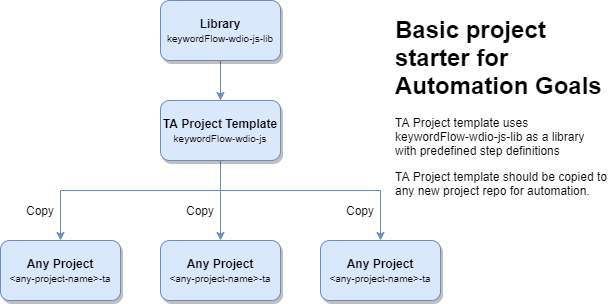 Library
keywordFlow-wdio-js-lib
Basic project
starter for
Automation Goals
TA Project Template
keywordFlow-wdio-js
TA Project template uses
keywordFlow-wdio-js-lib as a library
with predefined step definitions
TA Project template should be copied to
any new project repo for automation.
Copy
Copy
Copy
Any Project
<any-project-name>-ta
Any Project
<any-project-name>-ta
Any Project
<any-project-name>-ta